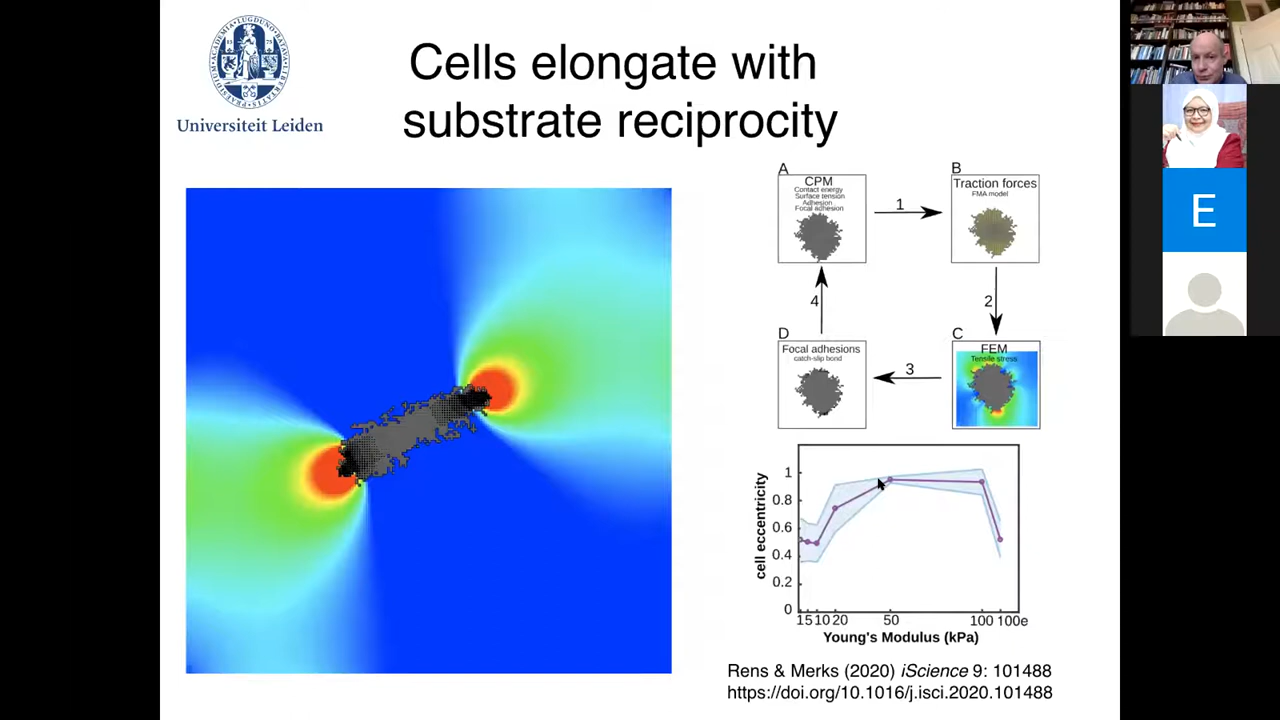 Universiteit Leiden
Cells elongate with
substrate reciprocity
A
CPM
Contact energy
Surface tension
Adhesion
Focal adhesion
1
B
Traction forces
FMA model
4
2
D
Focal adhesions
catch-slip bond
3
C
FEM
Tensile stress
cell eccentricity
1
0.8
0.6
0.4
0.2
0
1 5 10 20 50 100 100e
Young's Modulus (kPa)
Rens & Merks (2020) iScience 9: 101488
https://doi.org/10.1016/j.isci.2020.101488
E